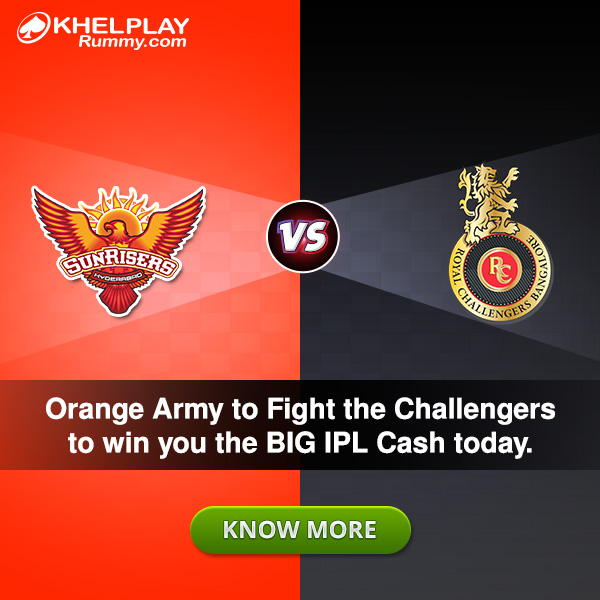 KHELPLAY
Rummy.com
VS
SUNRISERS
HYDERABAD
ROYAL CHALLENGERS BANGALORE
RC
Orange Army to Fight the Challengers
to win you the BIG IPL Cash today.
KNOW MORE